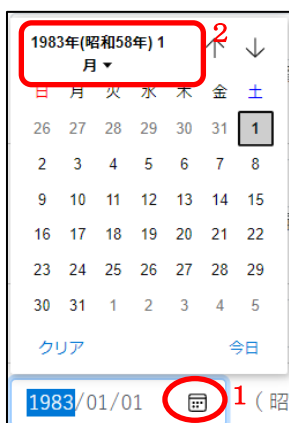 1983年(昭和58年) 1
月▼ ↑ ↓ 2
日 月 火 水 木 金 土
26 27 28 29 30 31 1
2 3 4 5 6 7 8
9 10 11 12 13 14 15
16 17 18 19 20 21 22
23 24 25 26 27 28 29
30 31 1 2 3 4 5
クリア 今日
1983/01/01 1 (昭